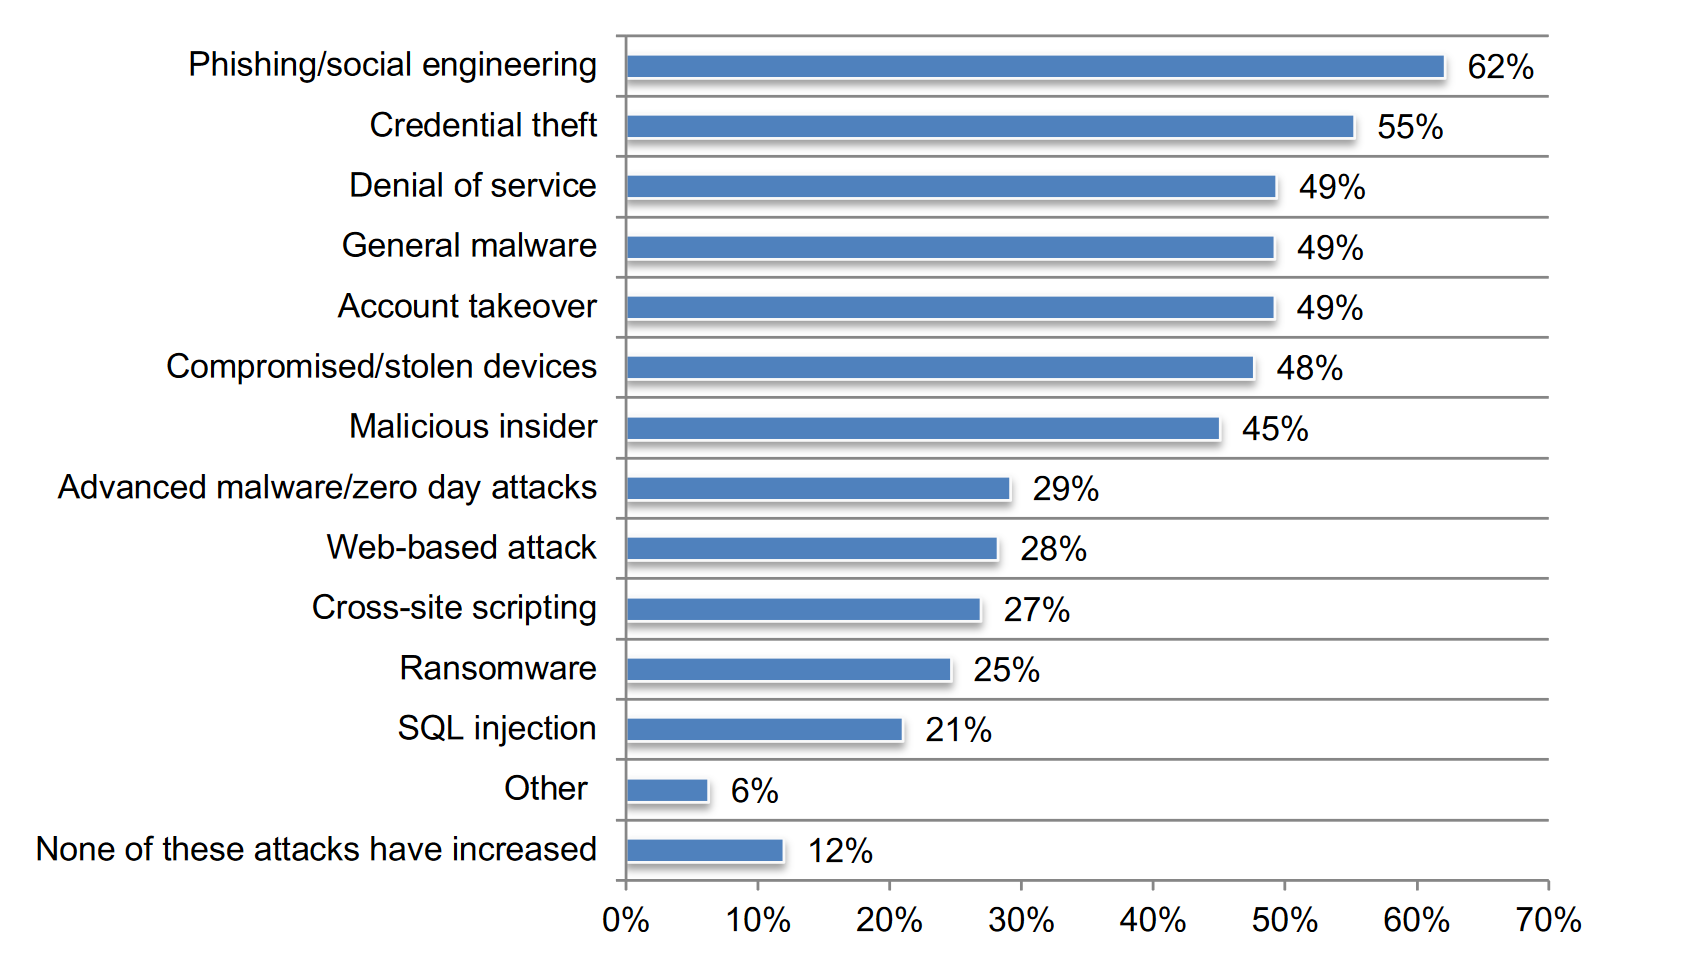 Phishing/social engineering 62%
Credential theft 55%
Denial of service 49%
General malware 49%
Account takeover 49%
Compromised/stolen devices 48%
Malicious insider 45%
Advanced malware/zero day attacks 29%
Web-based attack 28%
Cross-site scripting 27%
Ransomware 25%
SQL injection 21%
Other 6%
None of these attacks have increased 12%
0% 10% 20% 30% 40% 50% 60% 70%